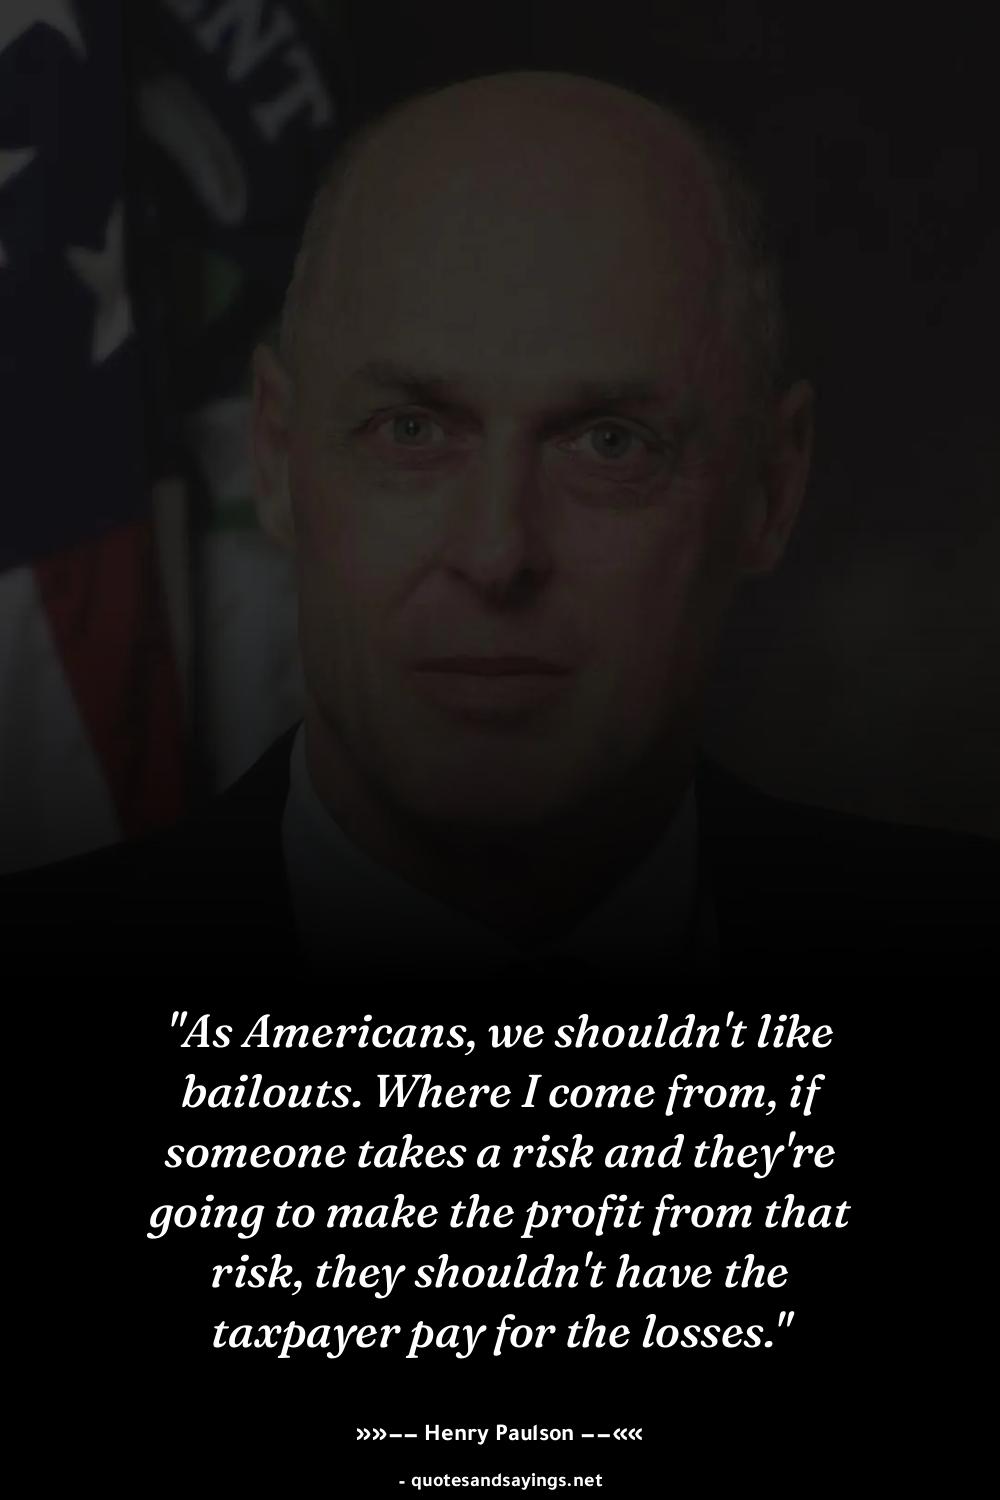 ENT
"As Americans, we shouldn't like
bailouts. Where I come from, if
someone takes a risk and they're
going to make the profit from that
risk, they shouldn't have the
taxpayer pay for the losses."
»»−− Henry Paulson −−««
- quotesandsayings.net